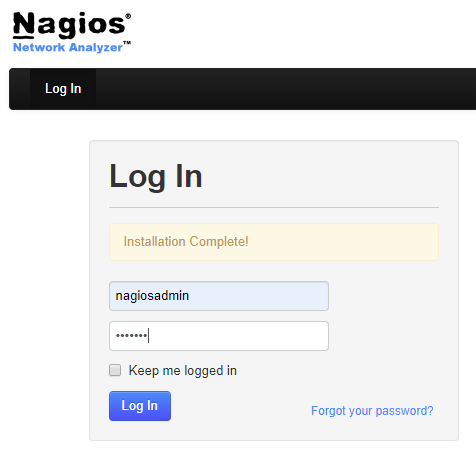 Nagios®
Network Analyzer™
Log In
Log In
Installation Complete!
nagiosadmin
•••••••
Keep me logged in
Log In
Forgot your password?